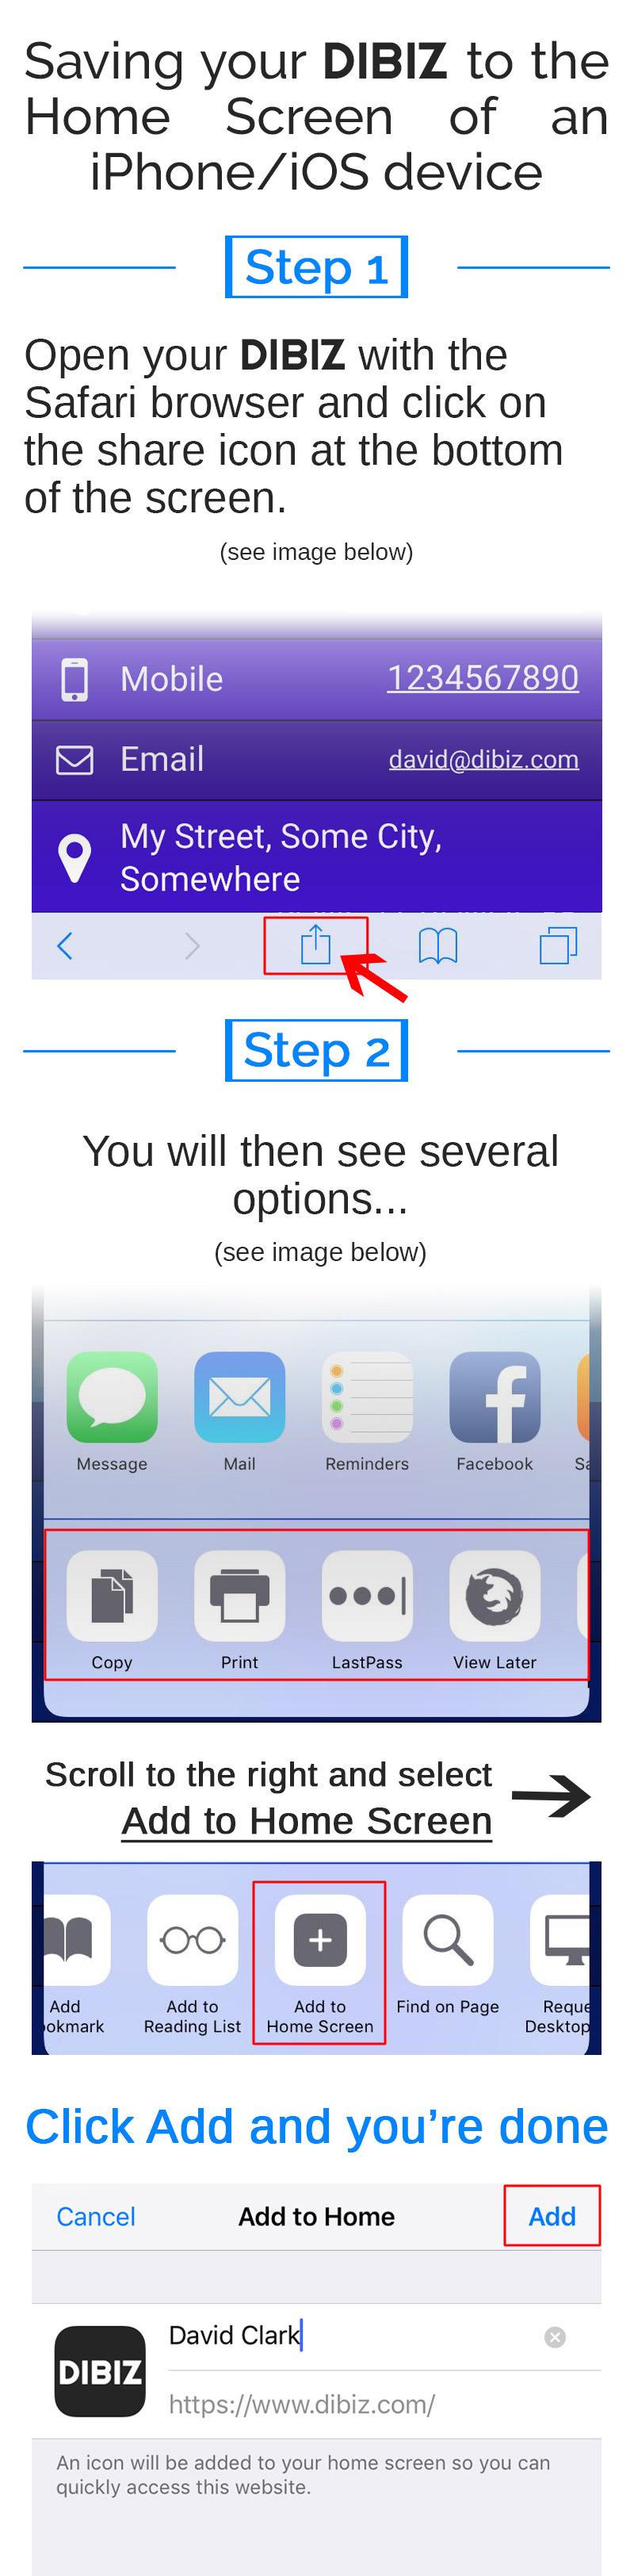 Saving your DIBIZ to the
Home Screen of an
iPhone/iOS device
Step 1
Open your DIBIZ with the
Safari browser and click on
the share icon at the bottom
of the screen.
(see image below)
Mobile 1234567890
Email david@dibiz.com
My Street, Some City,
Somewhere
Step 2
You will then see several
options...
(see image below)
Message Mail Reminders Facebook Sa
Copy Print LastPass View Later
Scroll to the right and select
Add to Home Screen
Add Add to Add to Find on Page Reque
okmark Reading List Home Screen Desktop
Click Add and you’re done
Cancel Add to Home Add
David Clark
DIBIZ
https://www.dibiz.com/
An icon will be added to your home screen so you can
quickly access this website.